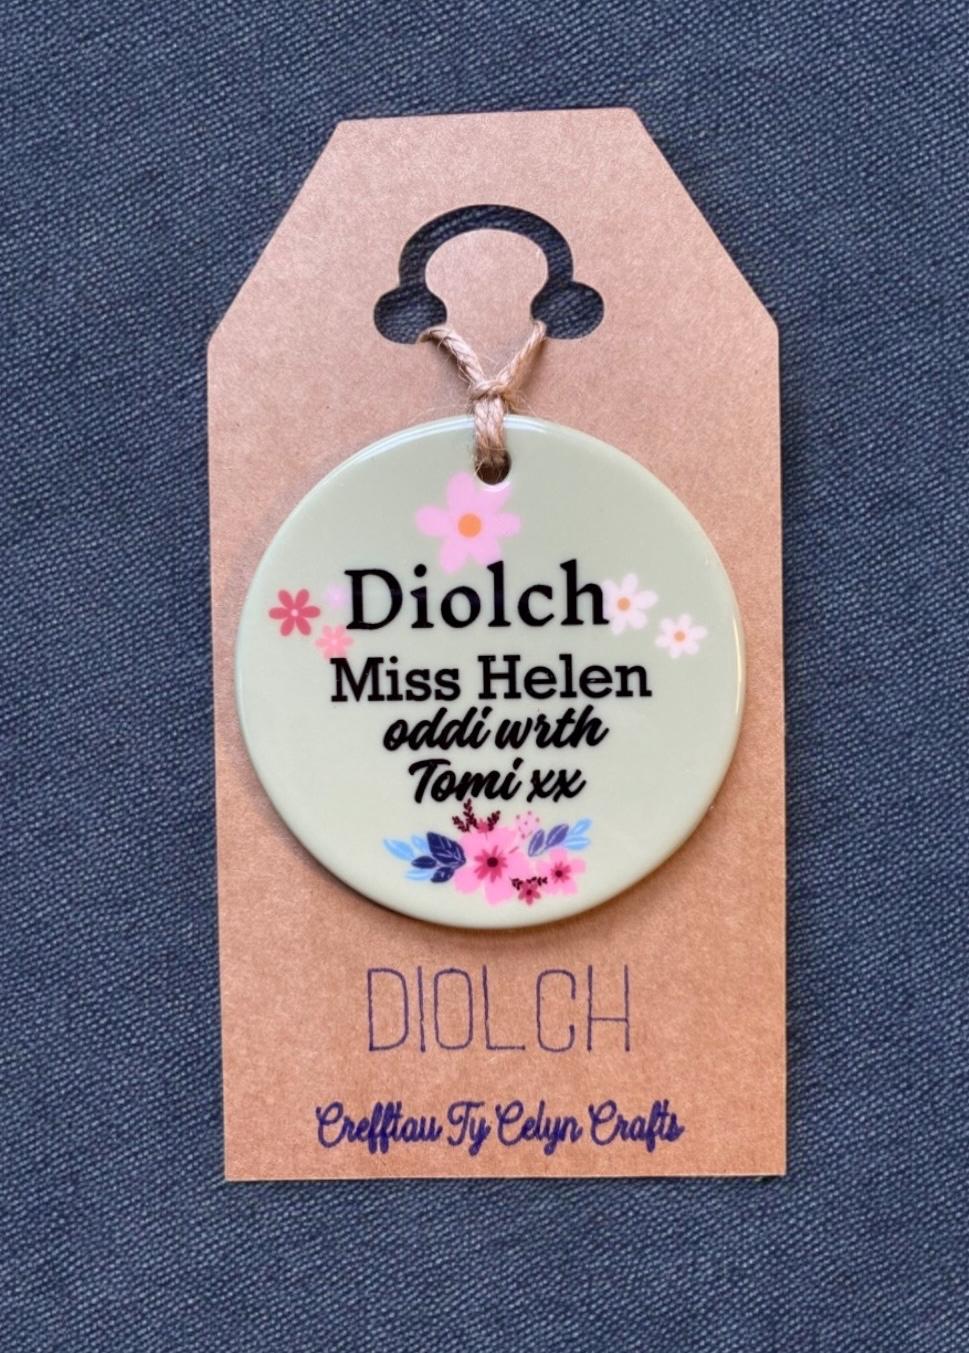 Diolch
Miss Helen
oddi wrth
Tomi xx
DIOLCH
Crefftau Ty Celyn Crafts